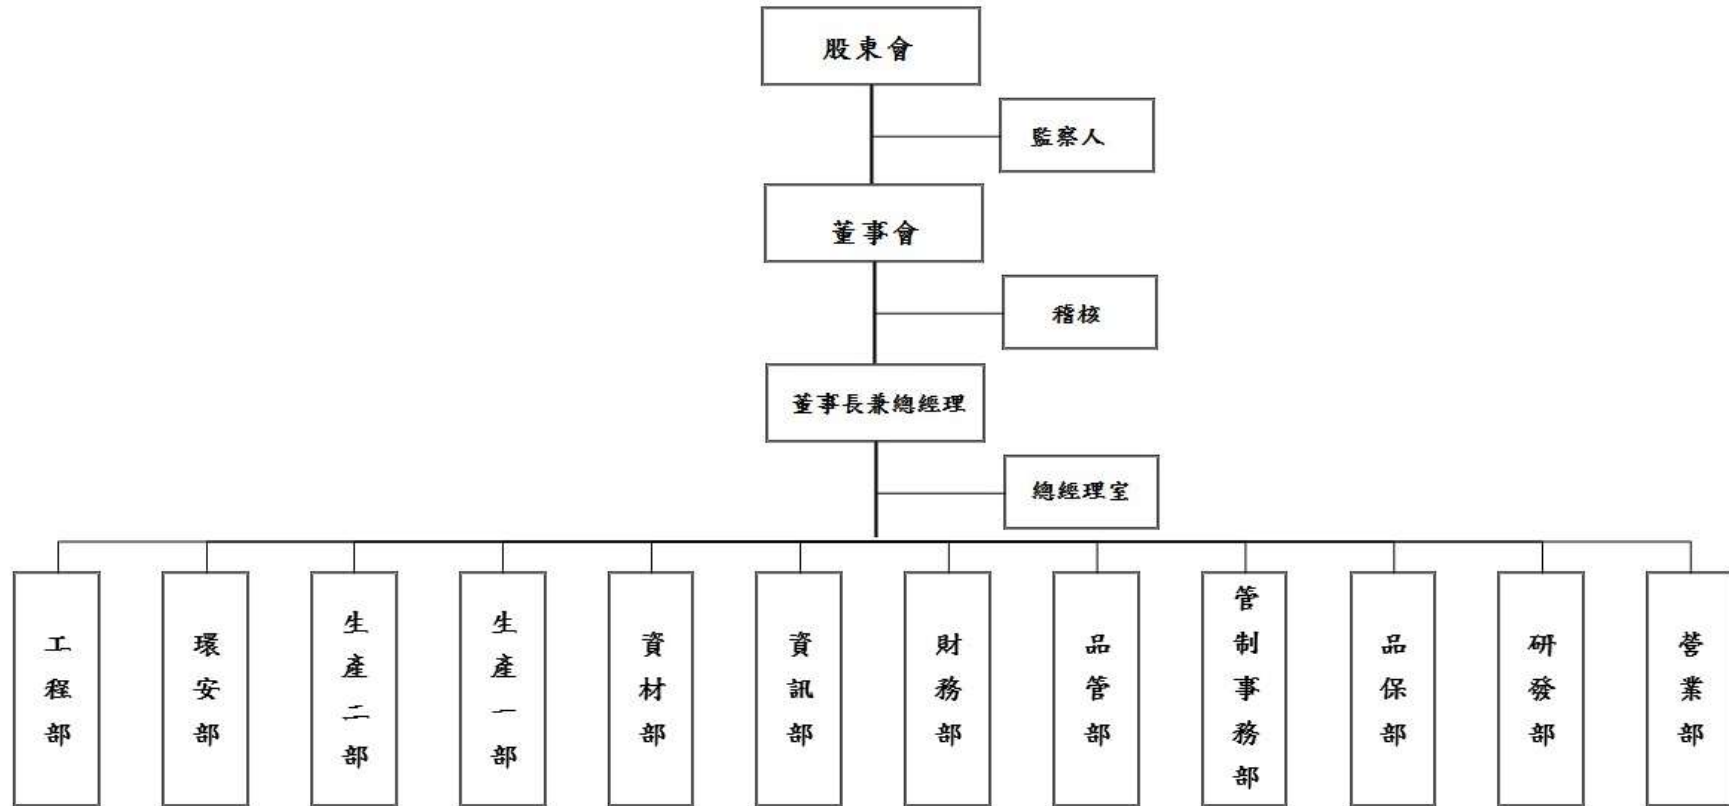 股東會
監察人
董事會
稽核
董事長兼總經理
總經理室
工程部
環安部
生產二部
生產一部
資材部
資訊部
財務部
品管部
管制事務部
品保部
研發部
營業部